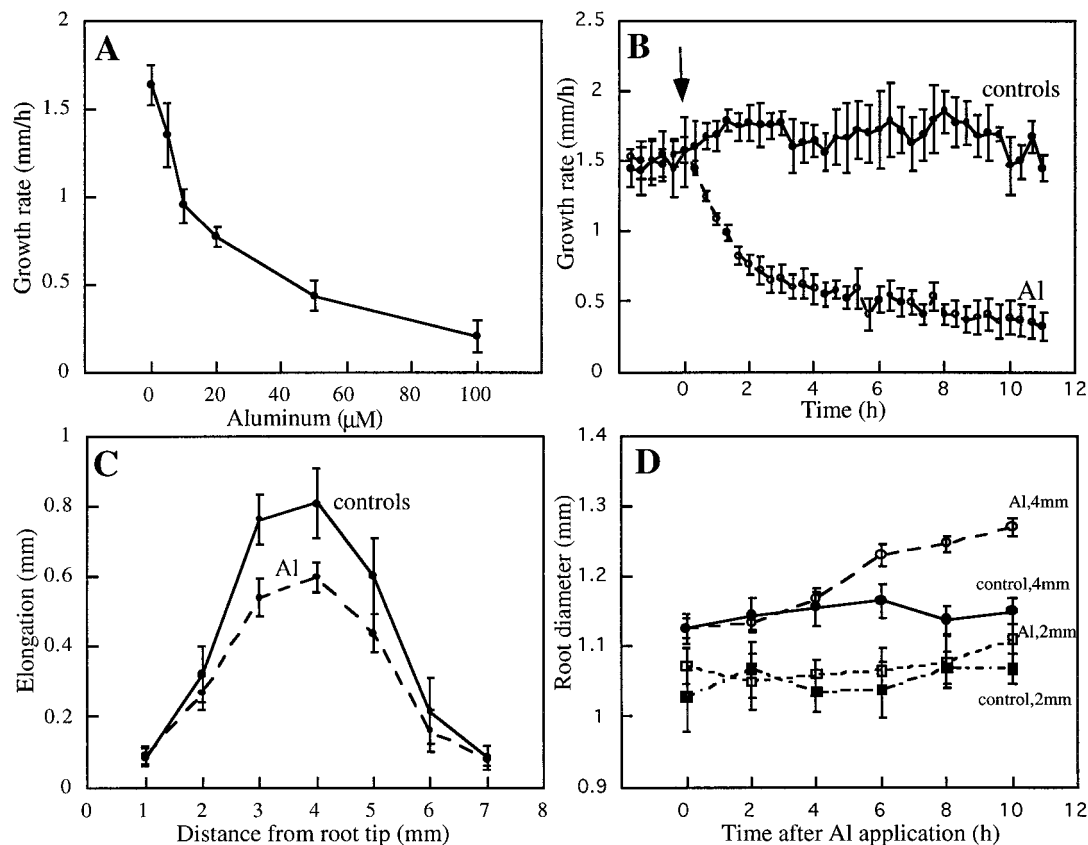 A
Growth rate (mm/h)
2
1.5
1
0.5
0
0 20 40 60 80 100
Aluminum (μM)
B
Growth rate (mm/h)
2.5
2
1.5
1
0.5
0
controls
Al
0 2 4 6 8 10 12
Time (h)
C
Elongation (mm)
1
0.8
0.6
0.4
0.2
0
controls
Al
0 1 2 3 4 5 6 7 8
Distance from root tip (mm)
D
Root diameter (mm)
1.4
1.3
1.2
1.1
1
0.9
Al,4mm
control,4mm
Al,2mm
control,2mm
0 2 4 6 8 10 12
Time after Al application (h)